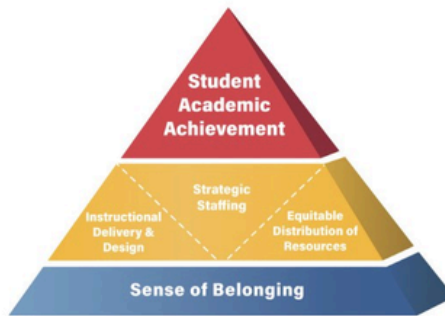 Student
Academic
Achievement
Strategic
Staffing
Instructional
Delivery &
Design
Equitable
Distribution of
Resources
Sense of Belonging